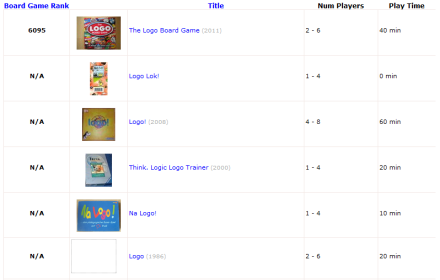 Board Game Rank Title Num Players Play Time
6095 LOGO The Logo Board Game (2011) 2 - 6 40 min
N/A Logo Lok! 1 - 4 0 min
N/A Logo! (2008) 4 - 8 60 min
N/A Think, Logic Logo Trainer (2000) 1 - 4 20 min
N/A Na Logo! Na Logo! 1 - 4 10 min
N/A Logo (1986) 2 - 6 20 min